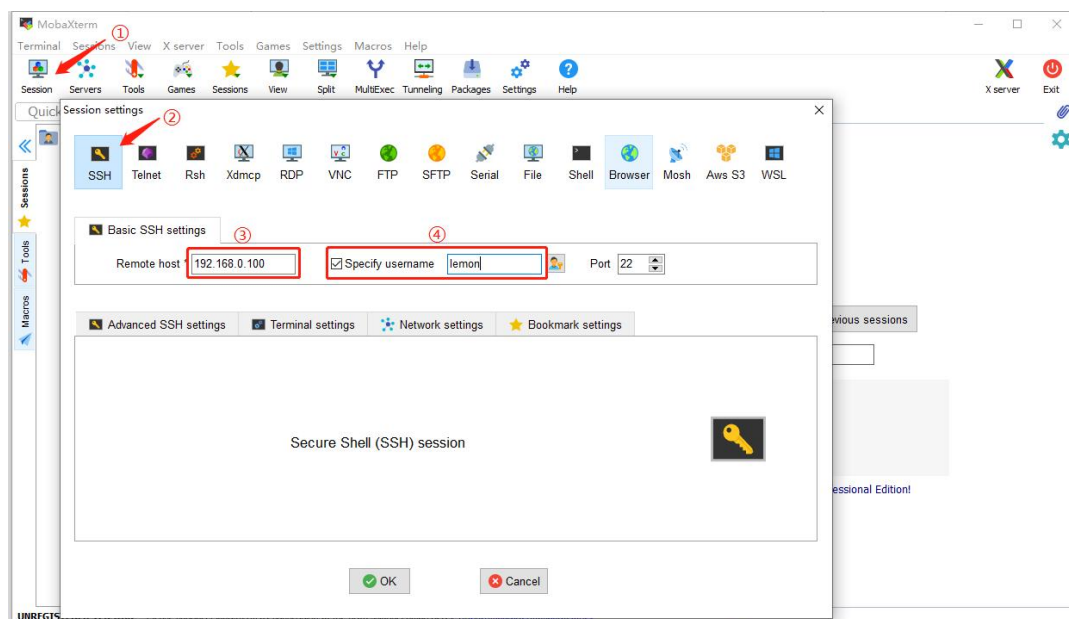 MobaXterm
①
Terminal Sessions View X server Tools Games Settings Macros Help
Session Servers Tools Games Sessions View Split MultiExec Tunneling Packages Settings Help X server Exit
Quick
Session settings
②
SSH Telnet Rsh Xdmcp RDP VNC FTP SFTP Serial File Shell Browser Mosh Aws S3 WSL
Sessions
Tools
Macros
Basic SSH settings
③ ④
Remote host * 192.168.0.100 Specify username lemon Port 22
Advanced SSH settings Terminal settings Network settings Bookmark settings
evious sessions
Secure Shell (SSH) session
essional Edition!
OK Cancel